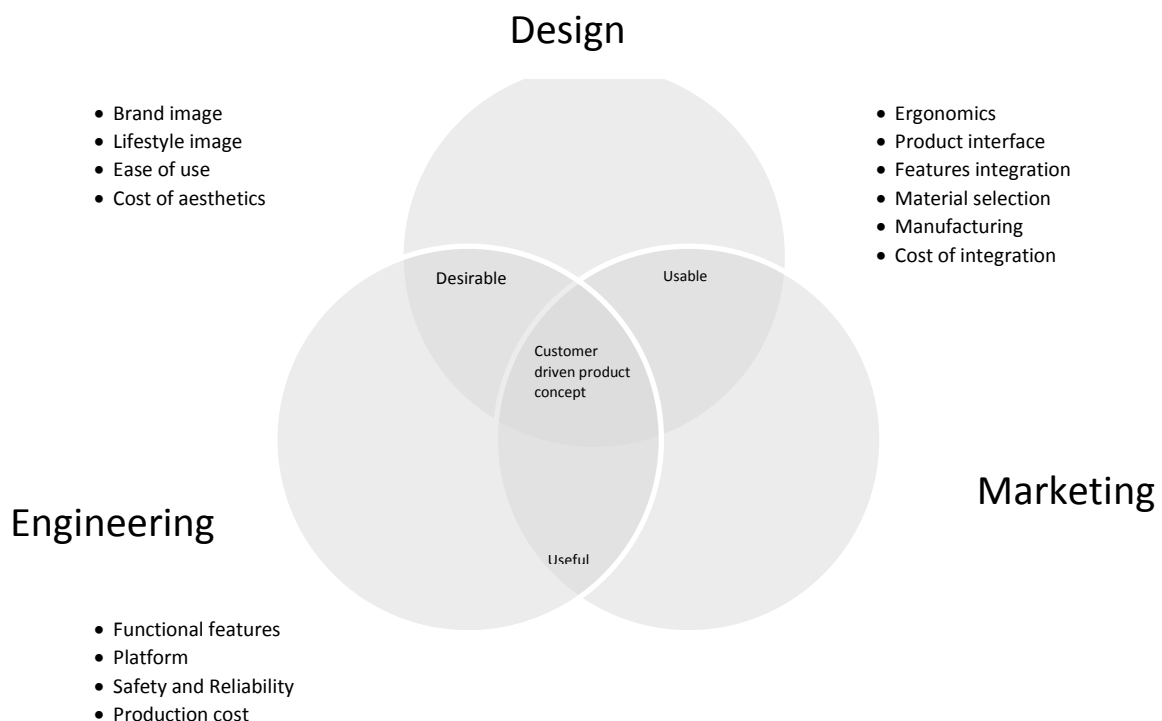 Design
• Brand image
• Lifestyle image
• Ease of use
• Cost of aesthetics
• Ergonomics
• Product interface
• Features integration
• Material selection
• Manufacturing
• Cost of integration
Desirable
Usable
Customer
driven product
concept
Marketing
Engineering
Useful
• Functional features
• Platform
• Safety and Reliability
• Production cost